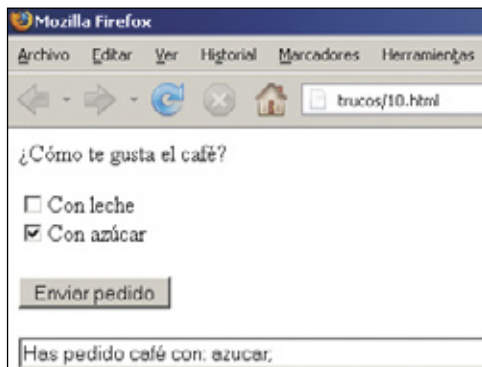 Mozilla Firefox
Archivo Editar Ver Historial Marcadores Herramientas
trucos/10.html
¿Cómo te gusta el café?
Con leche
Con azúcar
Enviar pedido
Has pedido café con: azucar;